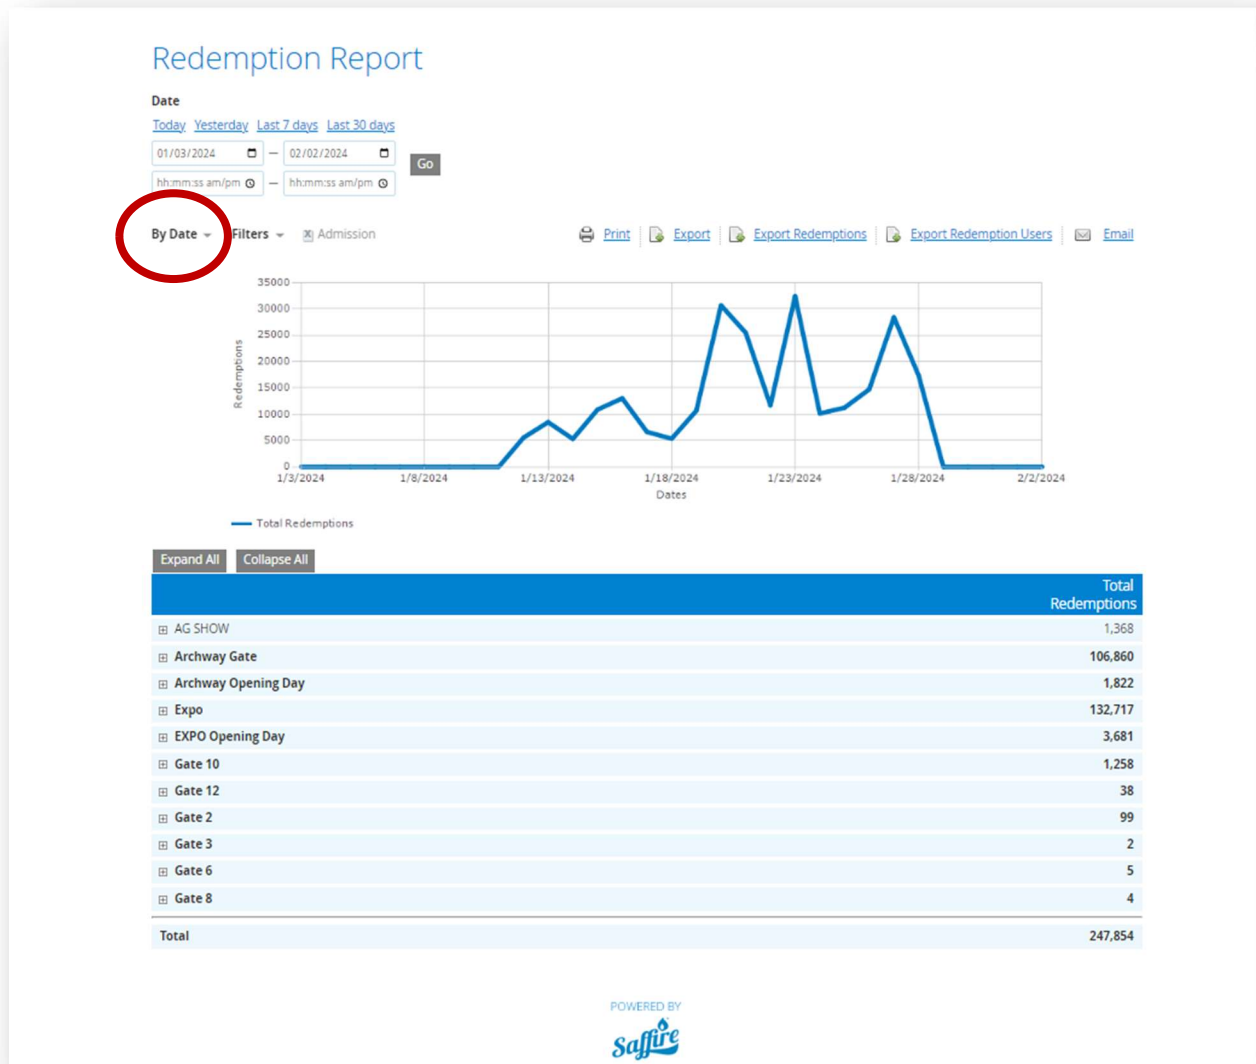 Redemption Report
Date
Today Yesterday Last 7 days Last 30 days
01/03/2024 — 02/02/2024 Go
hh:mm:ss am/pm — hh:mm:ss am/pm
By Date Filters Admission Print Export Export Redemptions Export Redemption Users Email
35000
30000
25000
20000
15000
10000
5000
0
Redemptions
1/3/2024 1/8/2024 1/13/2024 1/18/2024 1/23/2024 1/28/2024 2/2/2024
Dates
Total Redemptions
Expand All Collapse All
Total
Redemptions
AG SHOW 1,368
Archway Gate 106,860
Archway Opening Day 1,822
Expo 132,717
EXPO Opening Day 3,681
Gate 10 1,258
Gate 12 38
Gate 2 99
Gate 3 2
Gate 6 5
Gate 8 4
Total 247,854
POWERED BY
Saffire